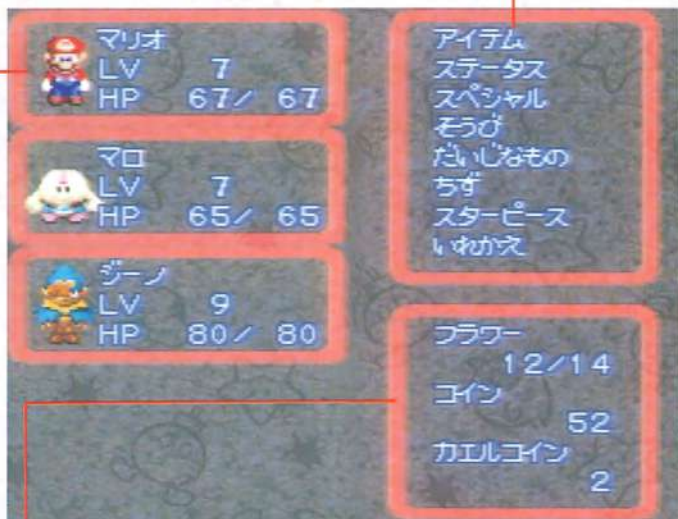 マリオ
LV 7
HP 67/ 67
マロ
LV 7
HP 65/ 65
ジーノ
LV 9
HP 80/ 80
アイテム
ステータス
スペシャル
そうび
だいじなもの
ちず
スターピース
いれかえ
フラワー
12/14
コイン
52
カエルコイン
2